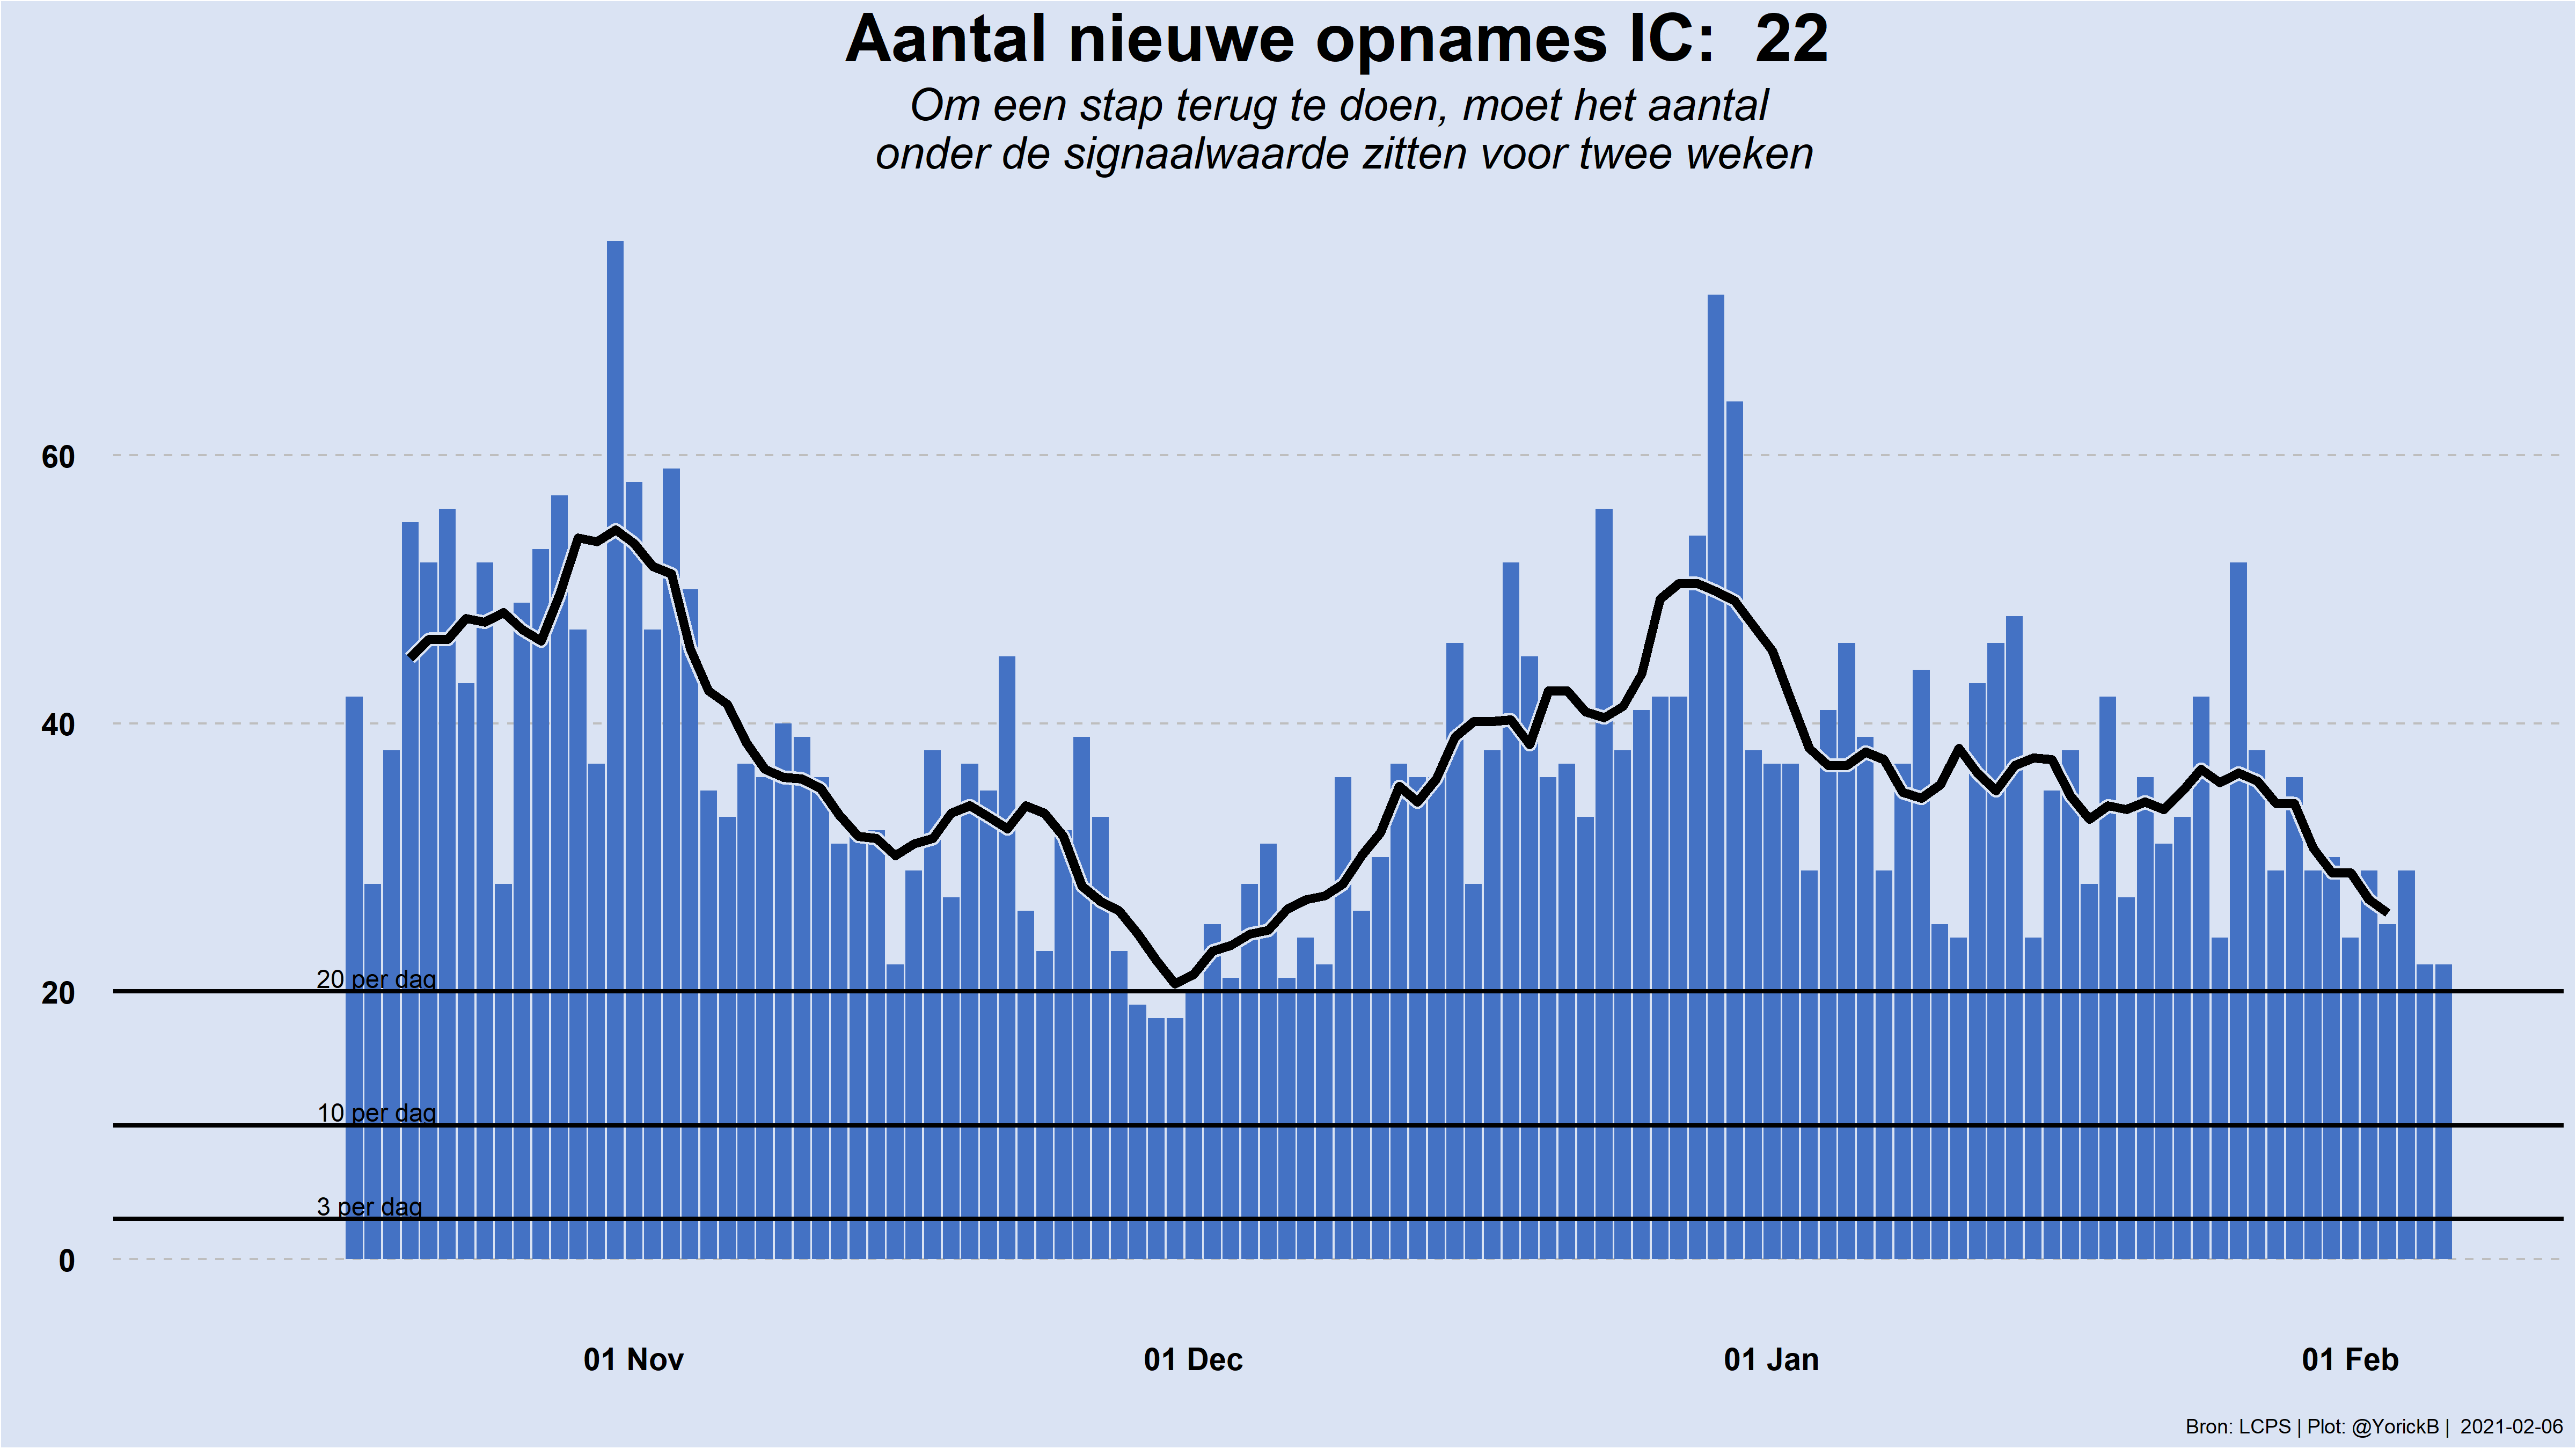 Aantal nieuwe opnames IC:  22
Om een stap terug te doen, moet het aantal
onder de signaalwaarde zitten voor twee weken
60
40
20 per dag
20
10 per dag
3 per dag
0
01 Nov
01 Dec
01 Jan
01 Feb
Bron: LCPS | Plot: @YorickB |  2021-02-06